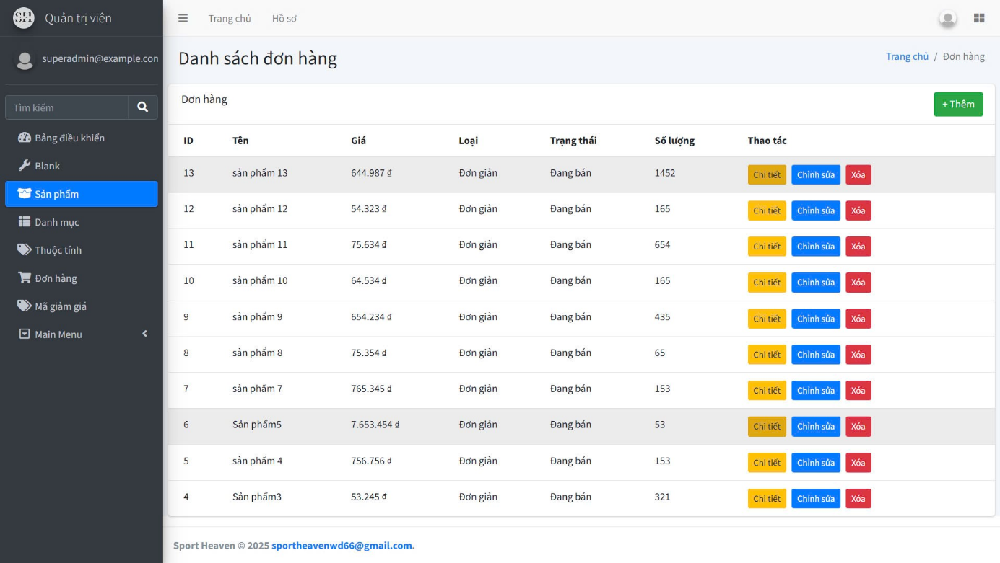 SH Quản trị viên
Trang chủ Hồ sơ
superadmin@example.con
Tìm kiếm
Bảng điều khiển
Blank
Sản phẩm
Danh mục
Thuộc tính
Đơn hàng
Mã giảm giá
Main Menu
Danh sách đơn hàng
Trang chủ / Đơn hàng
Đơn hàng
+ Thêm
ID Tên Giá Loại Trạng thái Số lượng Thao tác
13 sản phẩm 13 644.987 ₫ Đơn giản Đang bán 1452 Chi tiết Chỉnh sửa Xóa
12 sản phẩm 12 54.323 ₫ Đơn giản Đang bán 165 Chi tiết Chỉnh sửa Xóa
11 sản phẩm 11 75.634 ₫ Đơn giản Đang bán 654 Chi tiết Chỉnh sửa Xóa
10 sản phẩm 10 64.534 ₫ Đơn giản Đang bán 165 Chi tiết Chỉnh sửa Xóa
9 sản phẩm 9 654.234 ₫ Đơn giản Đang bán 435 Chi tiết Chỉnh sửa Xóa
8 sản phẩm 8 75.354 ₫ Đơn giản Đang bán 65 Chi tiết Chỉnh sửa Xóa
7 sản phẩm 7 765.345 ₫ Đơn giản Đang bán 153 Chi tiết Chỉnh sửa Xóa
6 Sản phẩm5 7.653.454 ₫ Đơn giản Đang bán 53 Chi tiết Chỉnh sửa Xóa
5 sản phẩm 4 756.756 ₫ Đơn giản Đang bán 153 Chi tiết Chỉnh sửa Xóa
4 Sản phẩm3 53.245 ₫ Đơn giản Đang bán 321 Chi tiết Chỉnh sửa Xóa
Sport Heaven © 2025 sportheavenwd66@gmail.com.